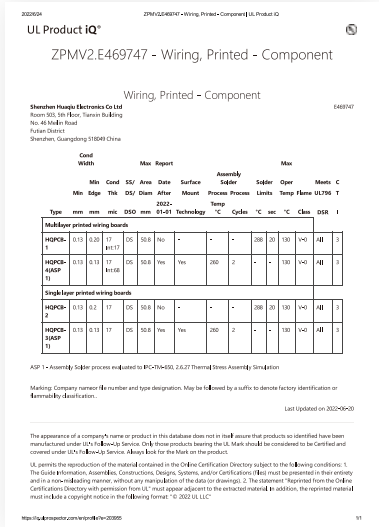 2022/6/24
ZPMV2.E469747 - Wiring, Printed - Component | UL Product iQ
UL Product iQ®
ZPMV2.E469747 - Wiring, Printed - Component
Wiring, Printed - Component
Shenzhen Huaqiu Electronics Co Ltd E469747
Room 503, 5th Floor, Tianxin Building
No. 46 Meilin Road
Futian District
Shenzhen, Guangdong 518049 China
Cond Width Max Report Assembly Solder Max
Min Cond SS/ Area Dated Surface Solder Oper Meets C
Min Edge Thk DS/ Diam After Mount Process Process Limits Temp Flame UL796 T
Type mm mm mic DSO mm 2022-01-01 Technology Temp °C Cycles °C sec °C Class DSR I
Multilayer printed wiring boards
HQPCB-1 0.13 0.20 17 Int:17 DS 50.8 No - - - 288 20 130 V-0 All 3
HQPCB-4(ASP 1) 0.13 0.13 17 Int:68 DS 50.8 Yes Yes 260 2 - - 130 V-0 All 3
Single layer printed wiring boards
HQPCB-2 0.13 0.2 17 DS 50.8 No - - - 288 20 130 V-0 All 3
HQPCB-3(ASP 1) 0.13 0.13 17 DS 50.8 Yes Yes 260 2 - - 130 V-0 All 3
ASP 1 - Assembly Solder process evaluated to IPC-TM-650, 2.6.27 Thermal Stress Assembly Simulation
Marking: Company name or file number and type designation. May be followed by a suffix to denote factory identification or
flammability classification.
Last Updated on 2022-06-20
The appearance of a company's name or product in this database does not in itself assure that products so identified have been
manufactured under UL's Follow-Up Service. Only those products bearing the UL Mark should be considered to be Certified and
covered under UL's Follow-Up Service. Always look for the Mark on the product.
UL permits the reproduction of the material contained in the Online Certification Directory subject to the following conditions: 1.
The Guide Information, Assemblies, Constructions, Designs, Systems, and/or Certifications (files) must be presented in their entirety
and in a non-misleading manner, without any manipulation of the data (or drawings). 2. The statement "Reprinted from the Online
Certifications Directory with permission from UL" must appear adjacent to the extracted material. In addition, the reprinted material
must include a copyright notice in the following format: "© 2022 UL LLC"
1/1